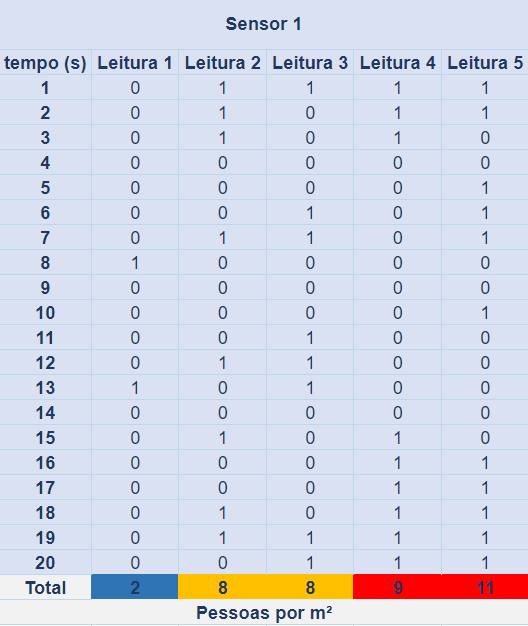 Sensor 1
tempo (s) Leitura 1 Leitura 2 Leitura 3 Leitura 4 Leitura 5
1 0 1 1 1 1
2 0 1 0 1 1
3 0 1 0 1 0
4 0 0 0 0 0
5 0 0 0 0 1
6 0 0 1 0 1
7 0 1 1 0 1
8 1 0 0 0 0
9 0 0 0 0 0
10 0 0 0 0 1
11 0 0 1 0 0
12 0 1 1 0 0
13 1 0 1 0 0
14 0 0 0 0 0
15 0 1 0 1 0
16 0 0 0 1 1
17 0 0 0 1 1
18 0 1 0 1 1
19 0 1 1 1 1
20 0 0 1 1 1
Total 2 8 8 9 11
Pessoas por m²